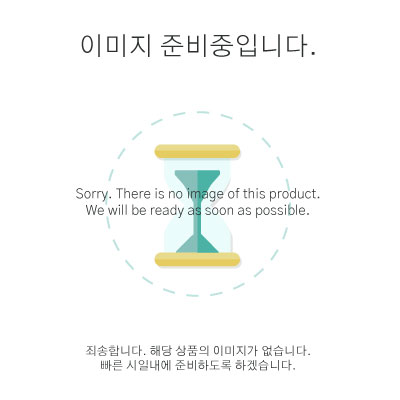 이미지 준비중입니다.
Sorry. There is no image of this product.
We will be ready as soon as possible.
죄송합니다. 해당 상품의 이미지가 없습니다.
빠른 시일내에 준비하도록 하겠습니다.